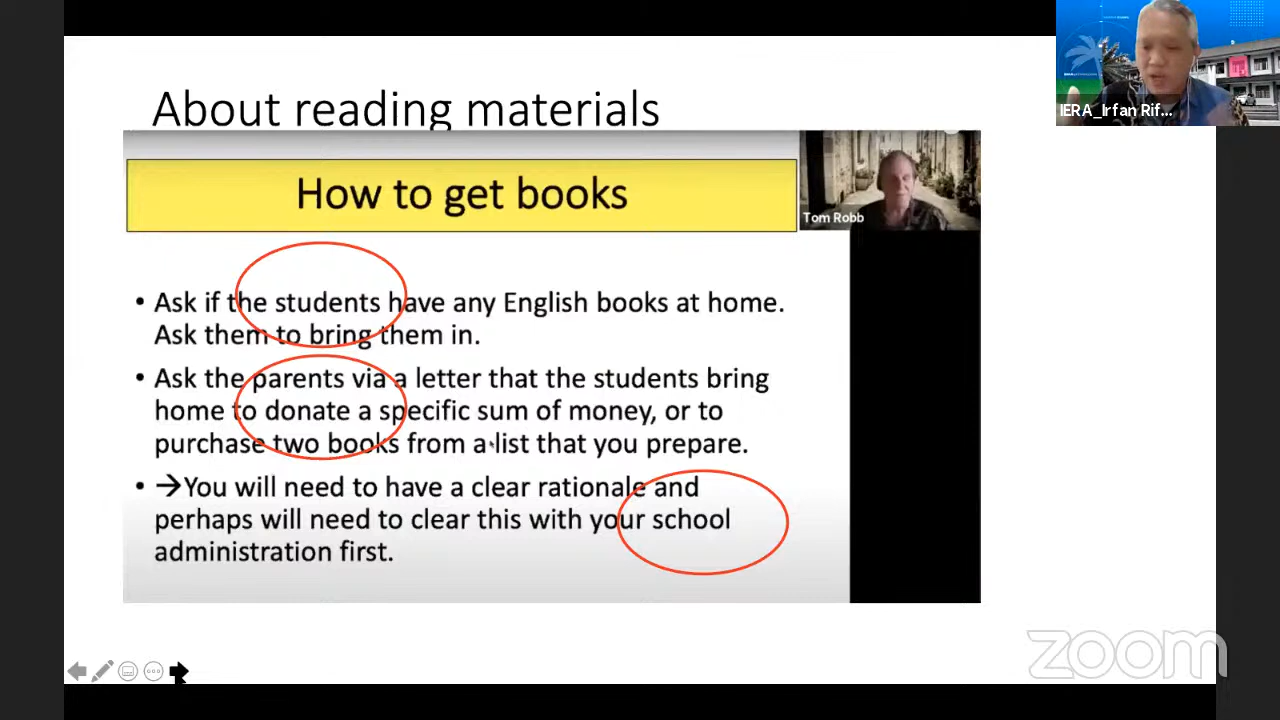 About reading materials
IERA_Irfan Rif...
How to get books
Tom Robb
• Ask if the students have any English books at home.
Ask them to bring them in.
• Ask the parents via a letter that the students bring
home to donate a specific sum of money, or to
purchase two books from a list that you prepare.
• →You will need to have a clear rationale and
perhaps will need to clear this with your school
administration first.
zoom